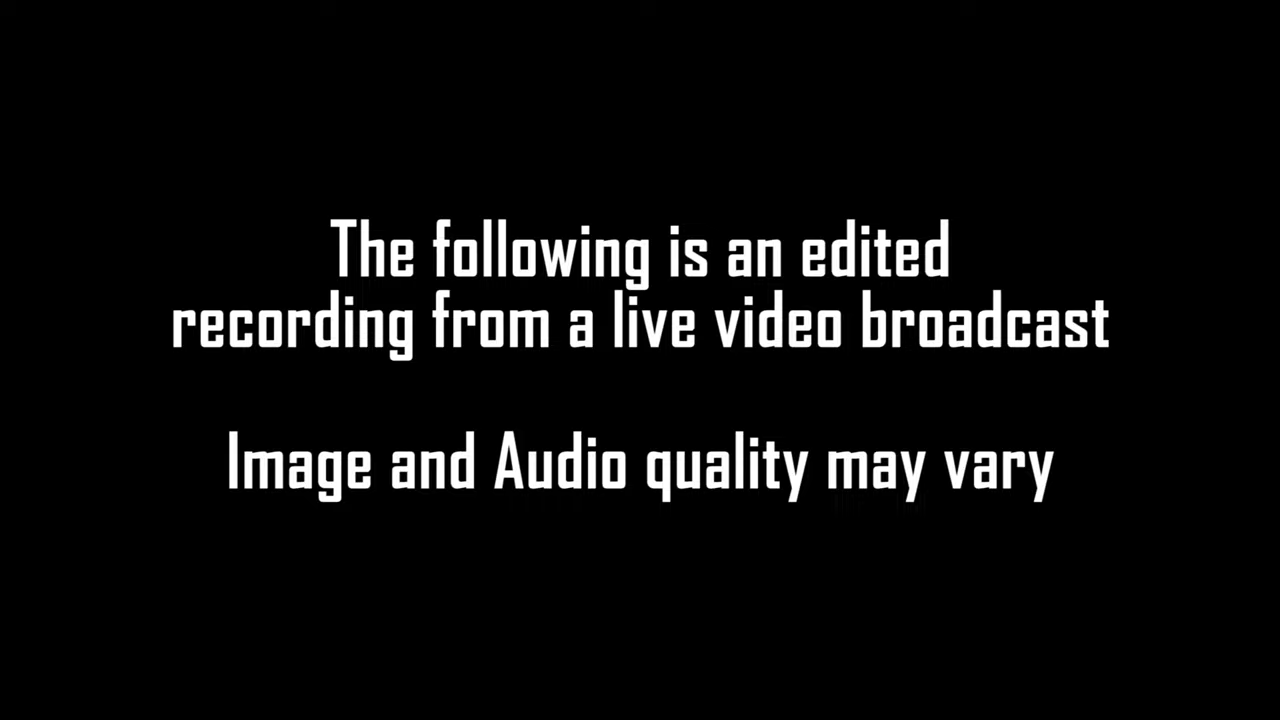 The following is an edited
recording from a live video broadcast
Image and Audio quality may vary